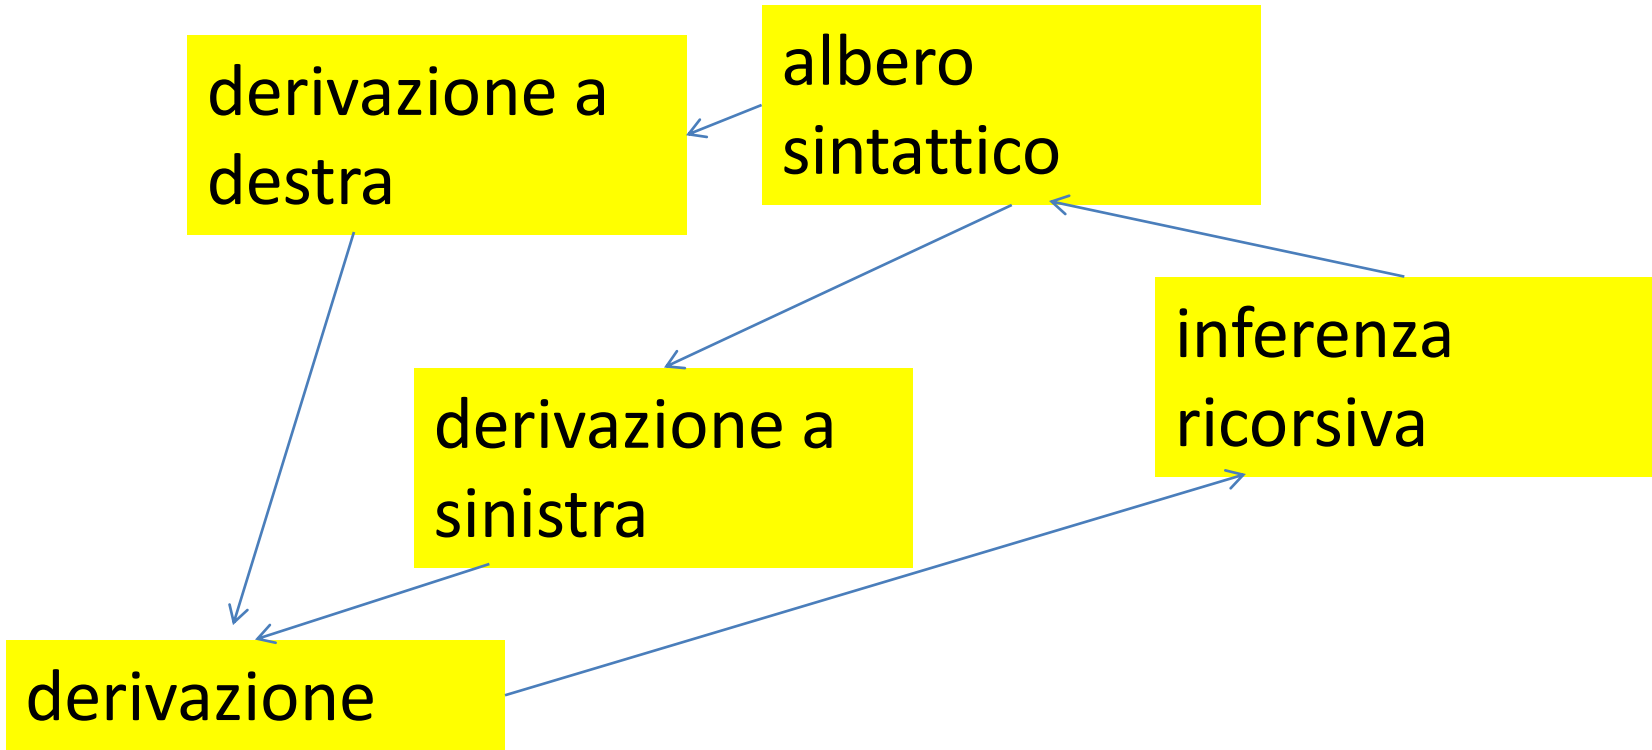 derivazione a
destra
albero
sintattico
inferenza
ricorsiva
derivazione a
sinistra
derivazione